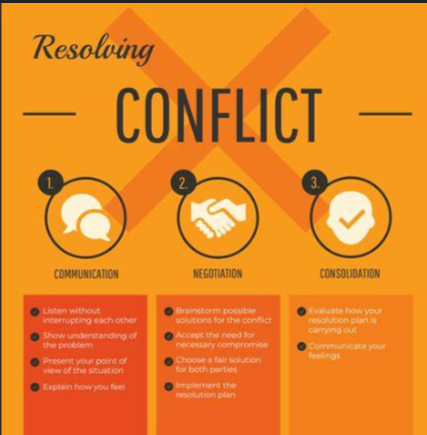 Resolving
CONFLICT
1.
2.
3.
COMMUNICATION
NEGOTIATION
CONSOLIDATION
Listen without
interrupting each other
Show understanding of
the problem
Present your point of
view of the situation
Explain how you feel
Brainstorm possible
solutions for the conflict
Accept the need for
necessary compromise
Choose a fair solution
for both parties
Implement the
resolution plan
Evaluate how your
resolution plan is
carrying out
Communicate your
feelings